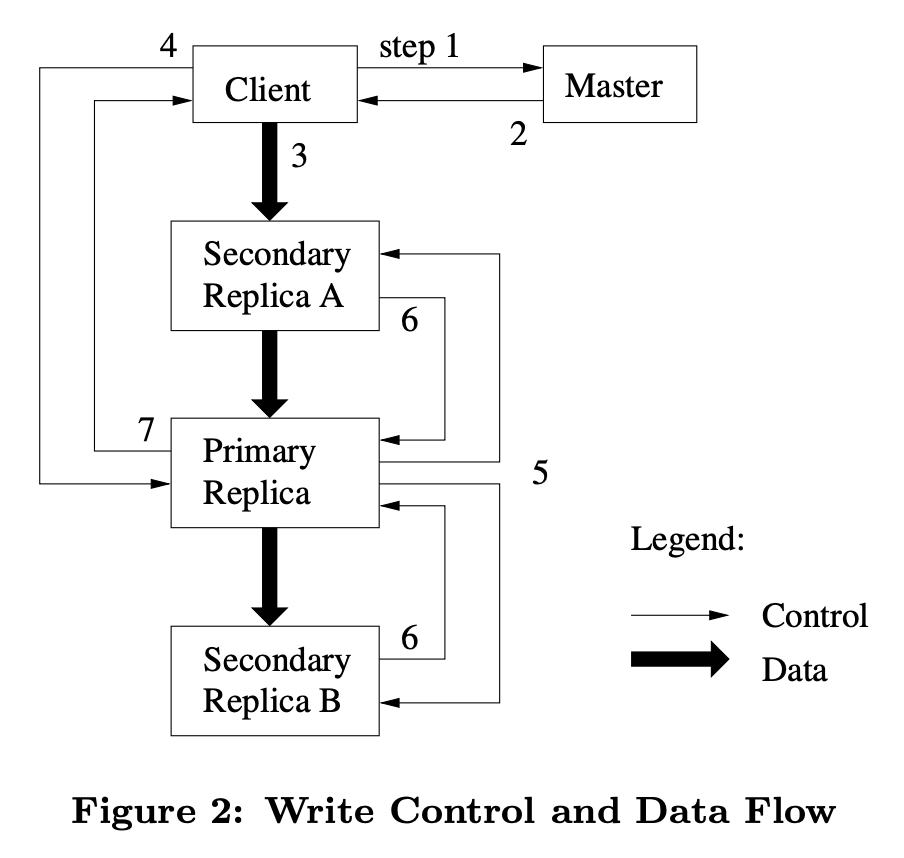 4
step 1
Client
Master
2
3
Secondary
Replica A
6
7
Primary
Replica
5
Legend:
Control
Data
6
Secondary
Replica B
Figure 2: Write Control and Data Flow